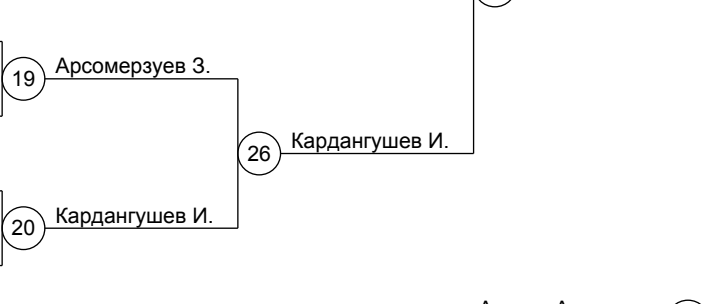 19 Арсомерзуев З.
26 Кардангушев И.
20 Кардангушев И.